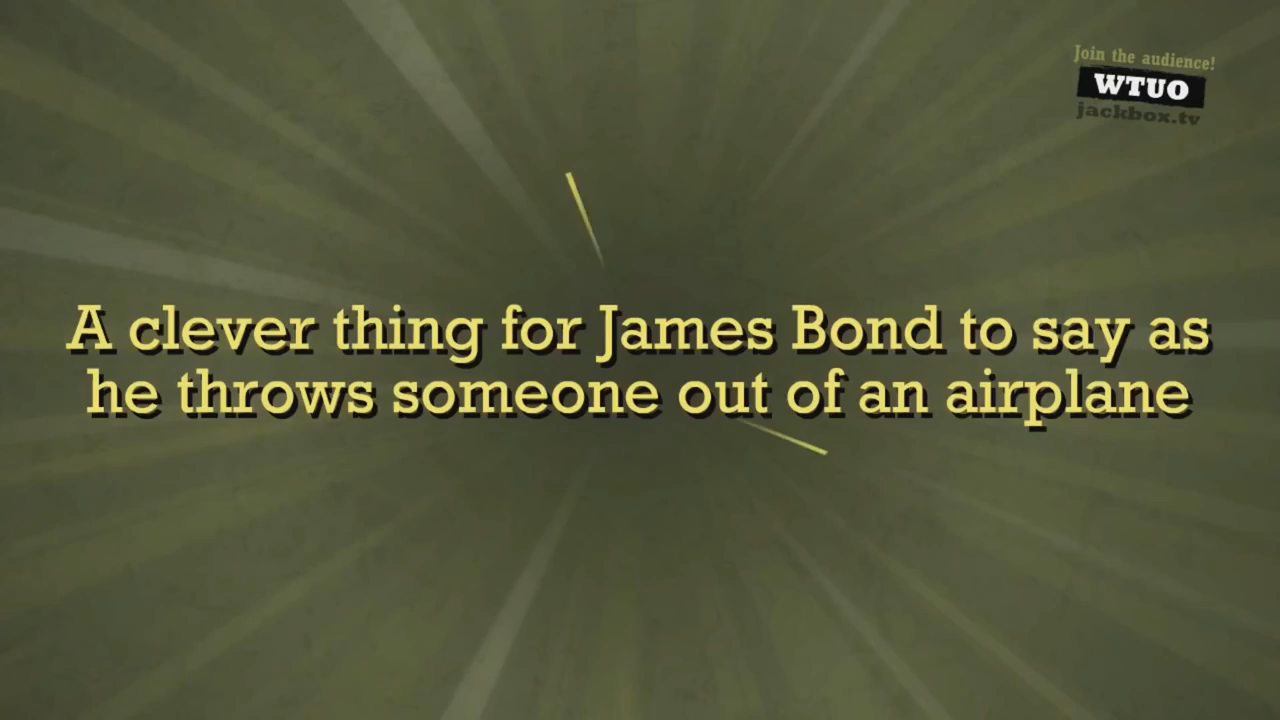 Join the audience!
WTUO
jackbox.tv
A clever thing for James Bond to say as
he throws someone out of an airplane